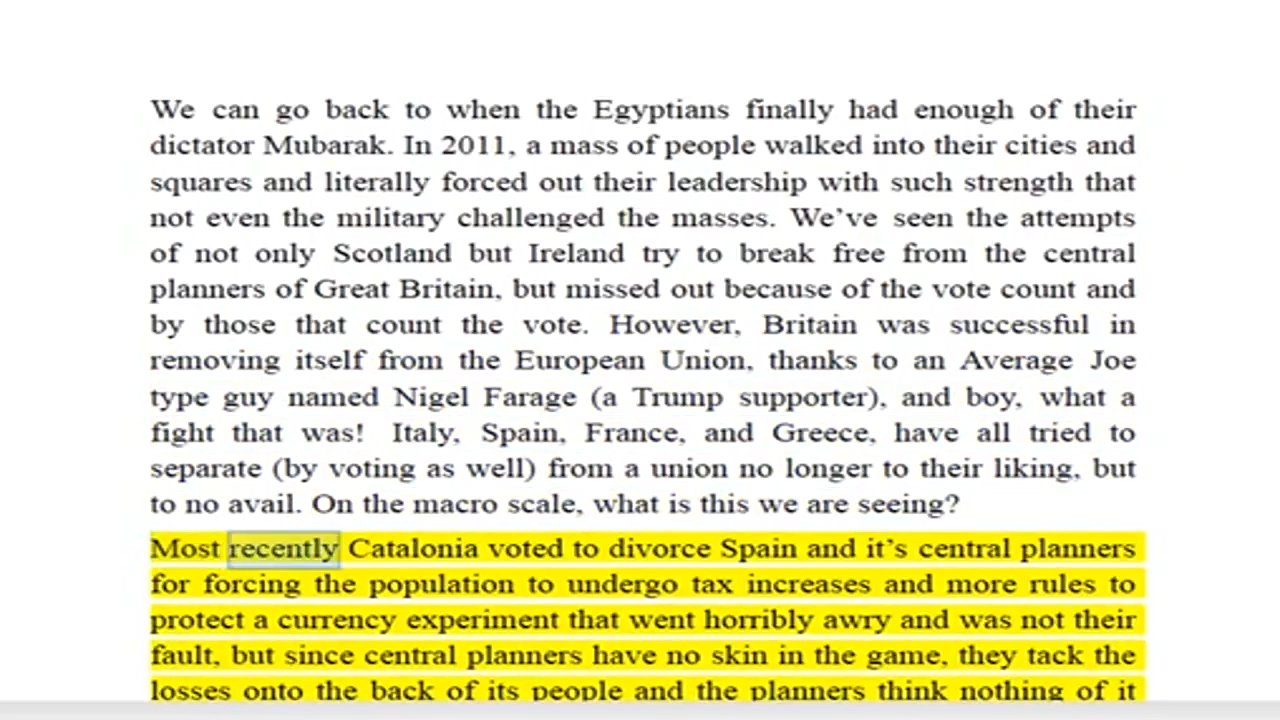 We can go back to when the Egyptians finally had enough of their
dictator Mubarak. In 2011, a mass of people walked into their cities and
squares and literally forced out their leadership with such strength that
not even the military challenged the masses. We've seen the attempts
of not only Scotland but Ireland try to break free from the central
planners of Great Britain, but missed out because of the vote count and
by those that count the vote. However, Britain was successful in
removing itself from the European Union, thanks to an Average Joe
type guy named Nigel Farage (a Trump supporter), and boy, what a
fight that was! Italy, Spain, France, and Greece, have all tried to
separate (by voting as well) from a union no longer to their liking, but
to no avail. On the macro scale, what is this we are seeing?
Most recently Catalonia voted to divorce Spain and it's central planners
for forcing the population to undergo tax increases and more rules to
protect a currency experiment that went horribly awry and was not their
fault, but since central planners have no skin in the game, they tack the
losses onto the back of its people and the planners think nothing of it